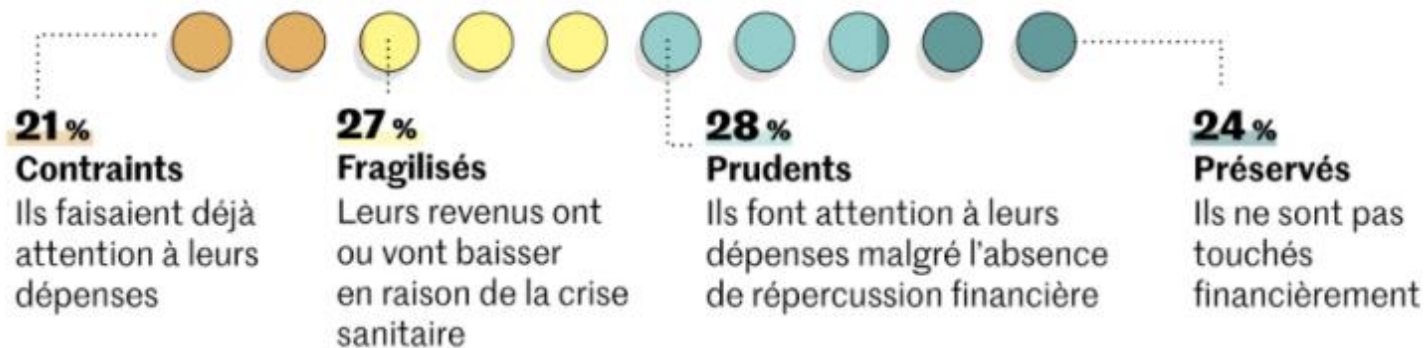 21 %
Contraints
Ils faisaient déjà
attention à leurs
dépenses
27 %
Fragilisés
Leurs revenus ont
ou vont baisser
en raison de la crise
sanitaire
28 %
Prudents
Ils font attention à leurs
dépenses malgré l'absence
de répercussion financière
24 %
Préservés
Ils ne sont pas
touchés
financièrement